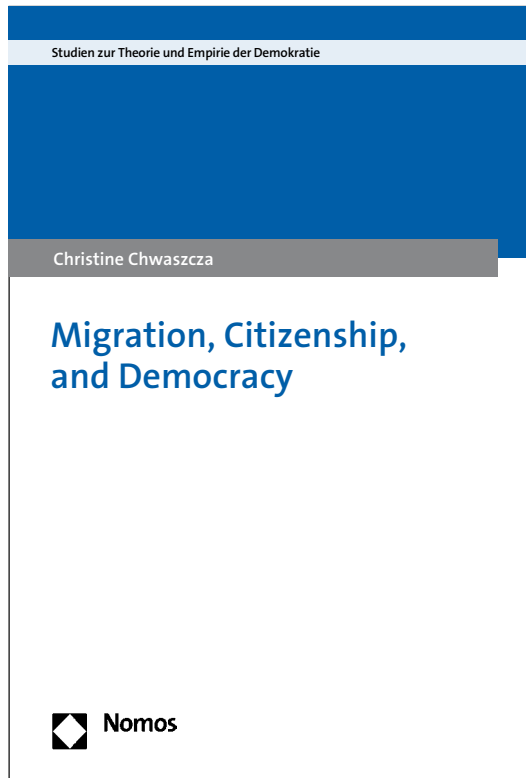 Studien zur Theorie und Empirie der Demokratie
Christine Chwaszcza
Migration, Citizenship,
and Democracy
Nomos